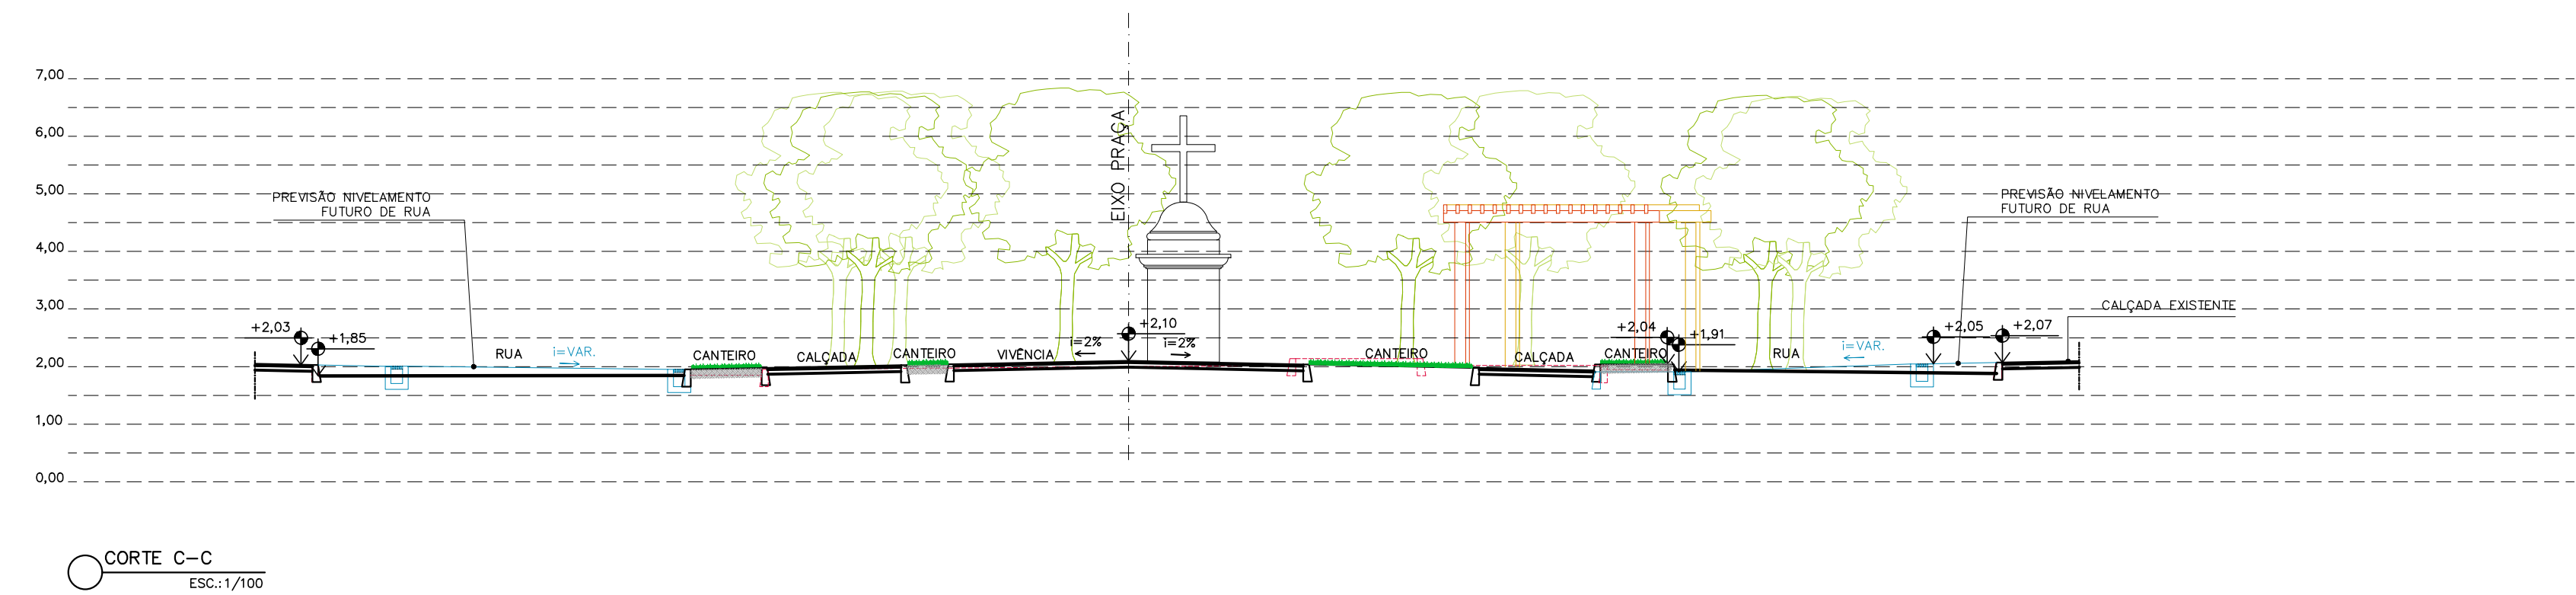 7,00
6,00
5,00
4,00
3,00
2,00
1,00
0,00
EIXO PRAÇA
PREVISÃO NIVELAMENTO
FUTURO DE RUA
PREVISÃO NIVELAMENTO
FUTURO DE RUA
CALÇADA EXISTENTE
+2,03
+1,85
+2,10
+2,04
+1,91
+2,05
+2,07
RUA
i=VAR.
CANTEIRO
CALÇADA
CANTEIRO
VIVÊNCIA
i=2%
i=2%
CANTEIRO
CALÇADA
CANTEIRO
RUA
i=VAR.
CORTE C-C
ESC.:1/100